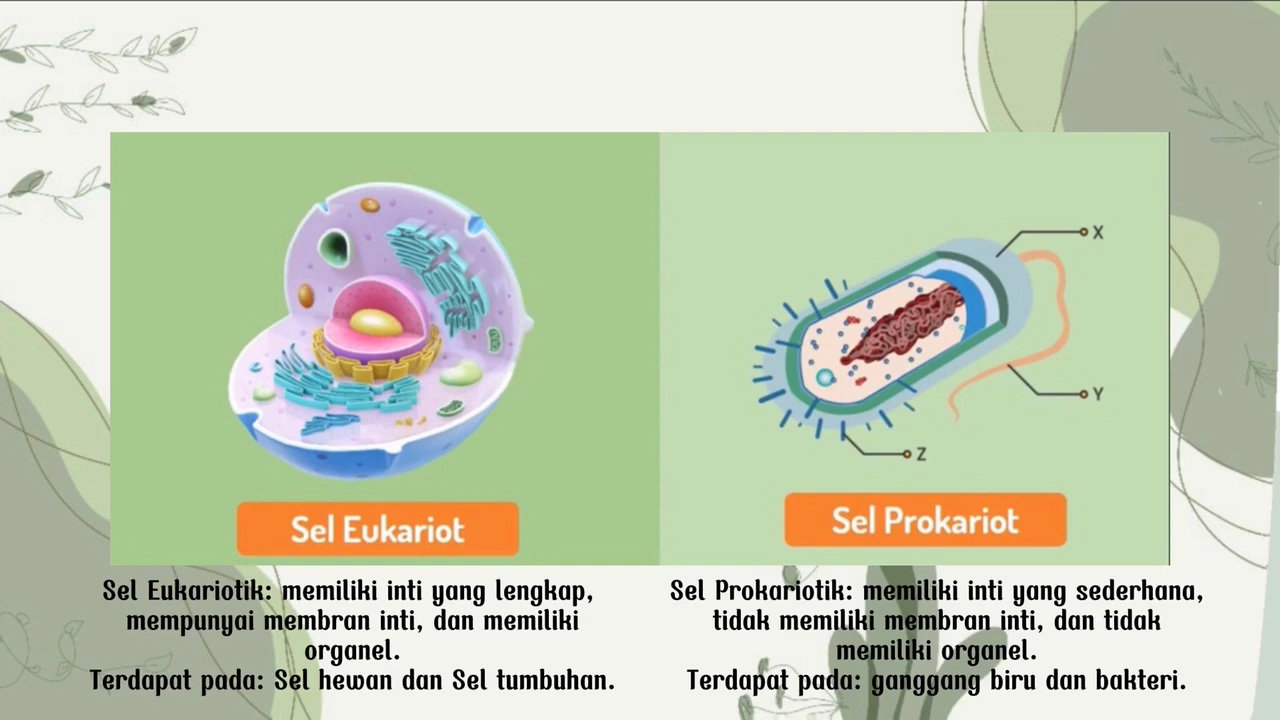 X
Y
Z
Sel Eukariot
Sel Prokariot
Sel Eukariotik: memiliki inti yang lengkap,
mempunyai membran inti, dan memiliki
organel.
Terdapat pada: Sel hewan dan Sel tumbuhan.
Sel Prokariotik: memiliki inti yang sederhana,
tidak memiliki membran inti, dan tidak
memiliki organel.
Terdapat pada: ganggang biru dan bakteri.